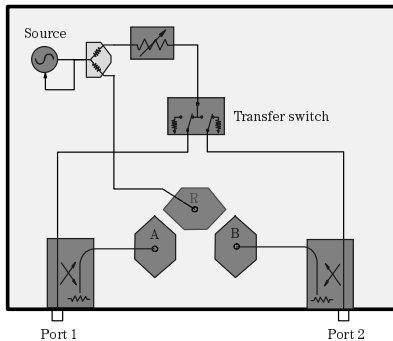 Source
Transfer switch
R
A
B
Port 1
Port 2